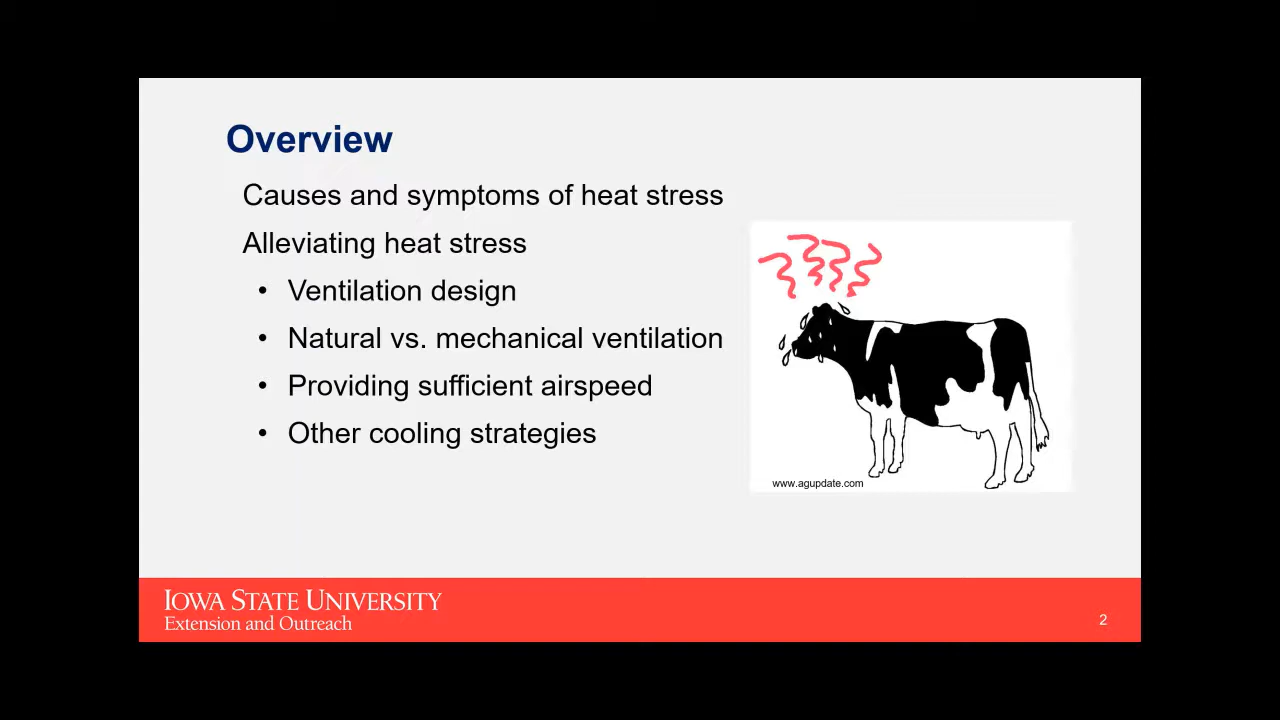 Overview
Causes and symptoms of heat stress
Alleviating heat stress
• Ventilation design
• Natural vs. mechanical ventilation
• Providing sufficient airspeed
• Other cooling strategies
www.agupdate.com
IOWA STATE UNIVERSITY
Extension and Outreach
2